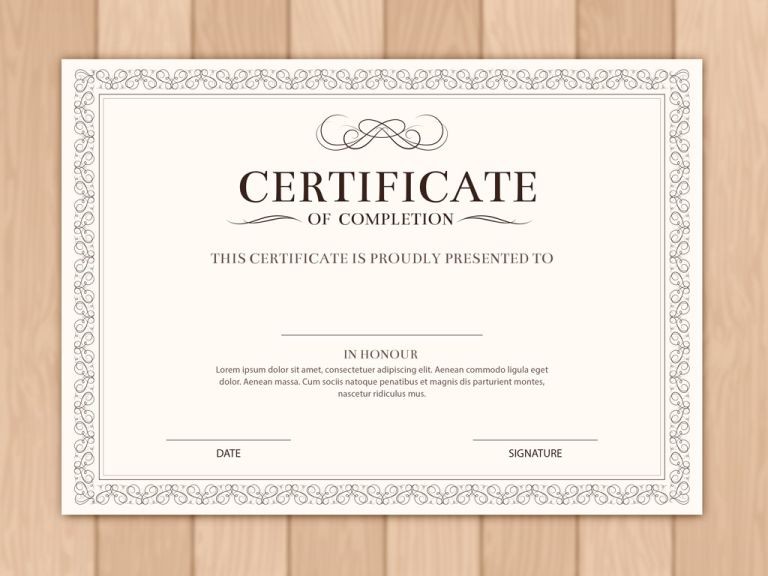 CERTIFICATE
OF COMPLETION
THIS CERTIFICATE IS PROUDLY PRESENTED TO
IN HONOUR
Lorem ipsum dolor sit amet, consectetuer adipiscing elit. Aenean commodo ligula eget
dolor. Aenean massa. Cum sociis natoque penatibus et magnis dis parturient montes,
nascetur ridiculus mus.
DATE
SIGNATURE